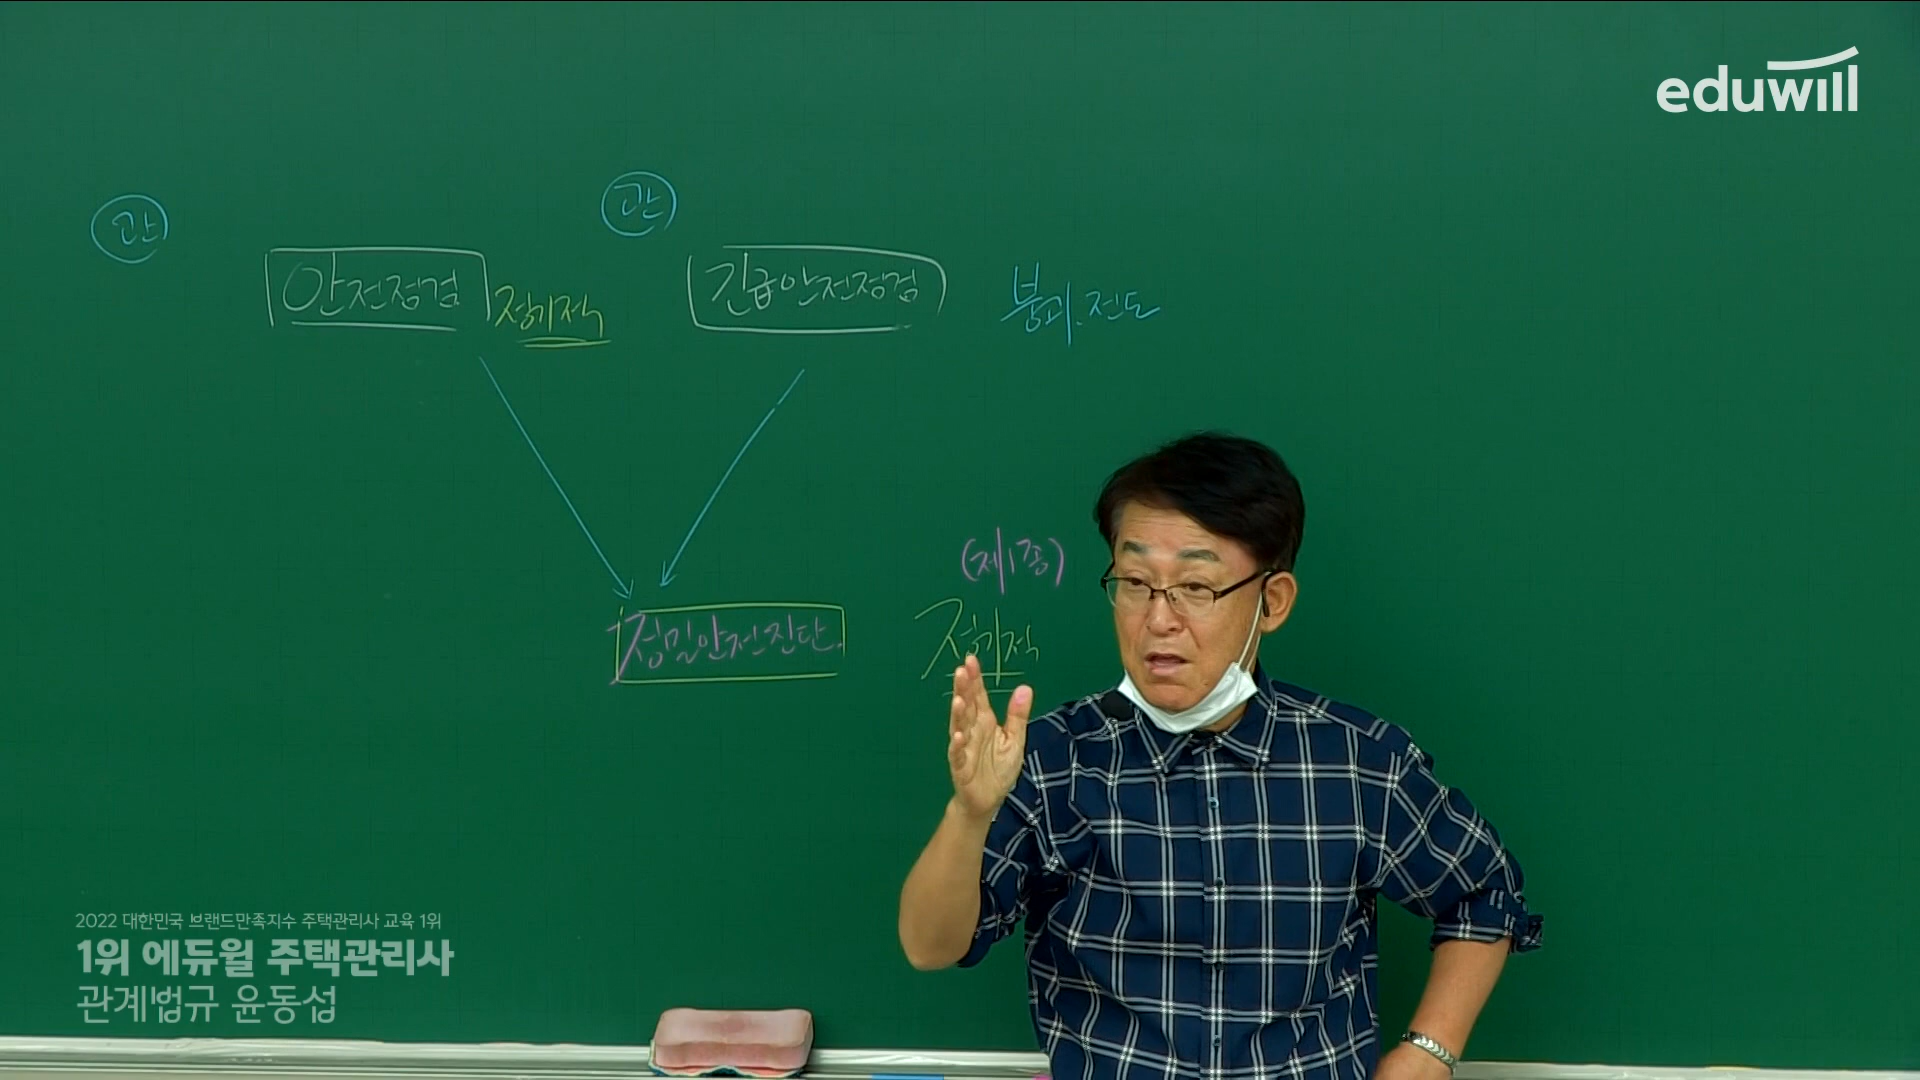 eduwill
관
관
안전점검
정기적
긴급안전점검
붕괴.전도
(제1종)
정밀안전진단.
정기적
2022 대한민국 브랜드만족지수 주택관리사 교육 1위
1위 에듀윌 주택관리사
관계법규 윤동섭